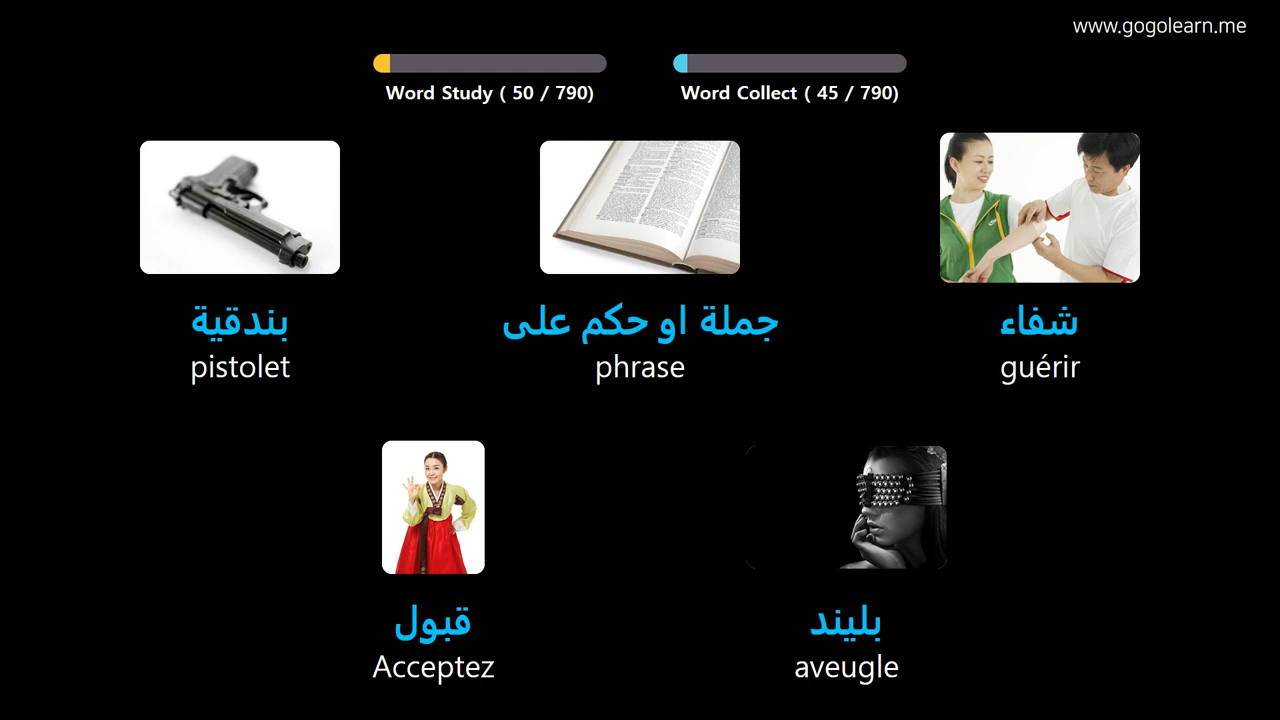 www.gogolearn.me
Word Study ( 50 / 790)
Word Collect ( 45 / 790)
بندقية
pistolet
جملة او حكم على
phrase
شفاء
guérir
قبول
Acceptez
بليند
aveugle